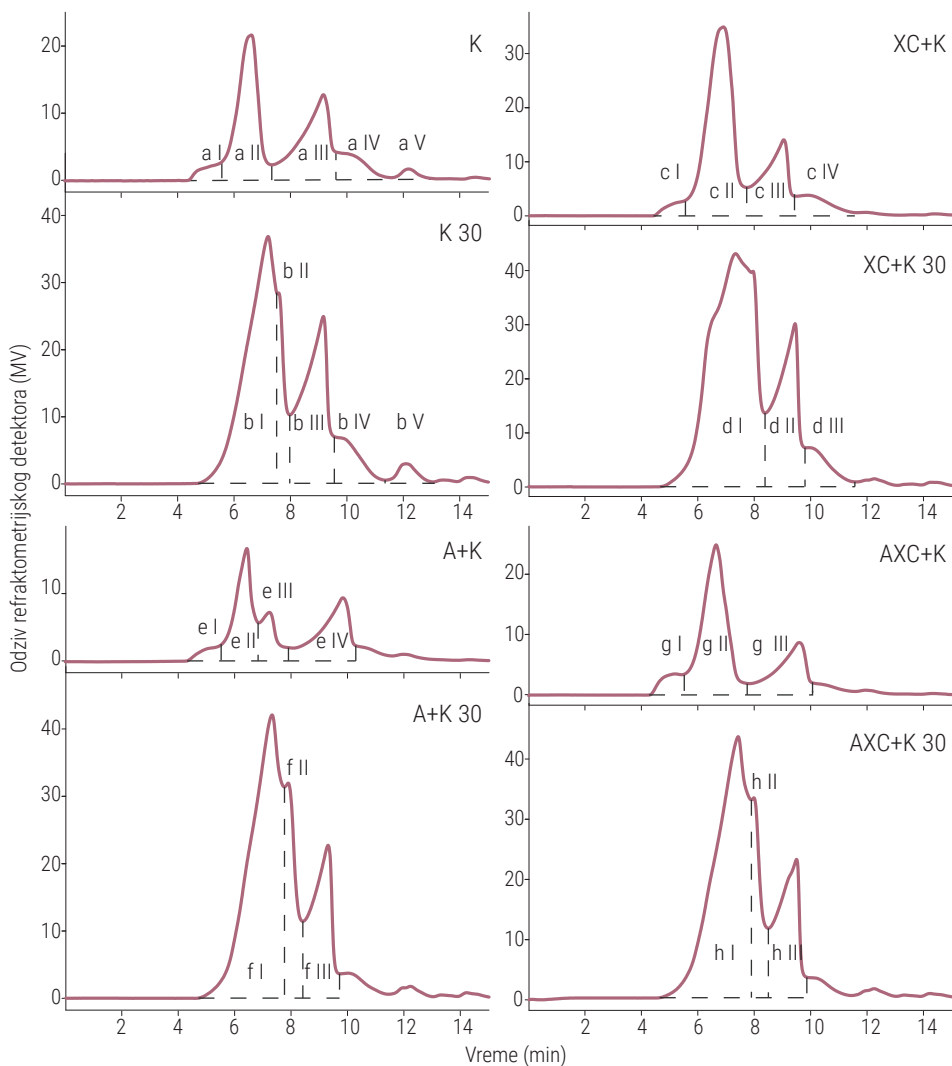 Odziv refraktometrijskog detektora (MV)
K
20
10
0
a I
a II
a III
a IV
a V
K 30
40
30
20
10
0
b I
b II
b III
b IV
b V
2 4 6 8 10 12 14
A+K
10
0
e I
e II
e III
e IV
A+K 30
40
30
20
10
0
f I
f II
f III
2 4 6 8 10 12 14
XC+K
30
20
10
0
c I
c II
c III
c IV
XC+K 30
40
30
20
10
0
d I
d II
d III
2 4 6 8 10 12 14
AXC+K
20
10
0
g I
g II
g III
AXC+K 30
40
30
20
10
0
h I
h II
h III
2 4 6 8 10 12 14
Vreme (min)